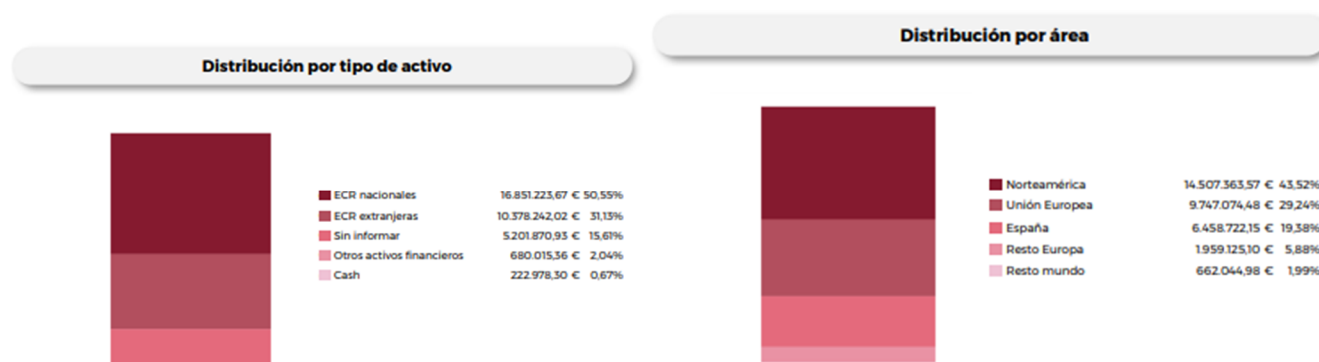 Distribución por tipo de activo
ECR nacionales 16.851.223,67 € 50,55%
ECR extranjeras 10.378.242,02 € 31,13%
Sin informar 5.201.870,93 € 15,61%
Otros activos financieros 680.015,36 € 2,04%
Cash 222.978,30 € 0,67%
Distribución por área
Norteamérica 14.507.363,57 € 43,52%
Unión Europea 9.747.074,48 € 29,24%
España 6.458.722,15 € 19,38%
Resto Europa 1.959.125,10 € 5,88%
Resto mundo 662.044,98 € 1,99%